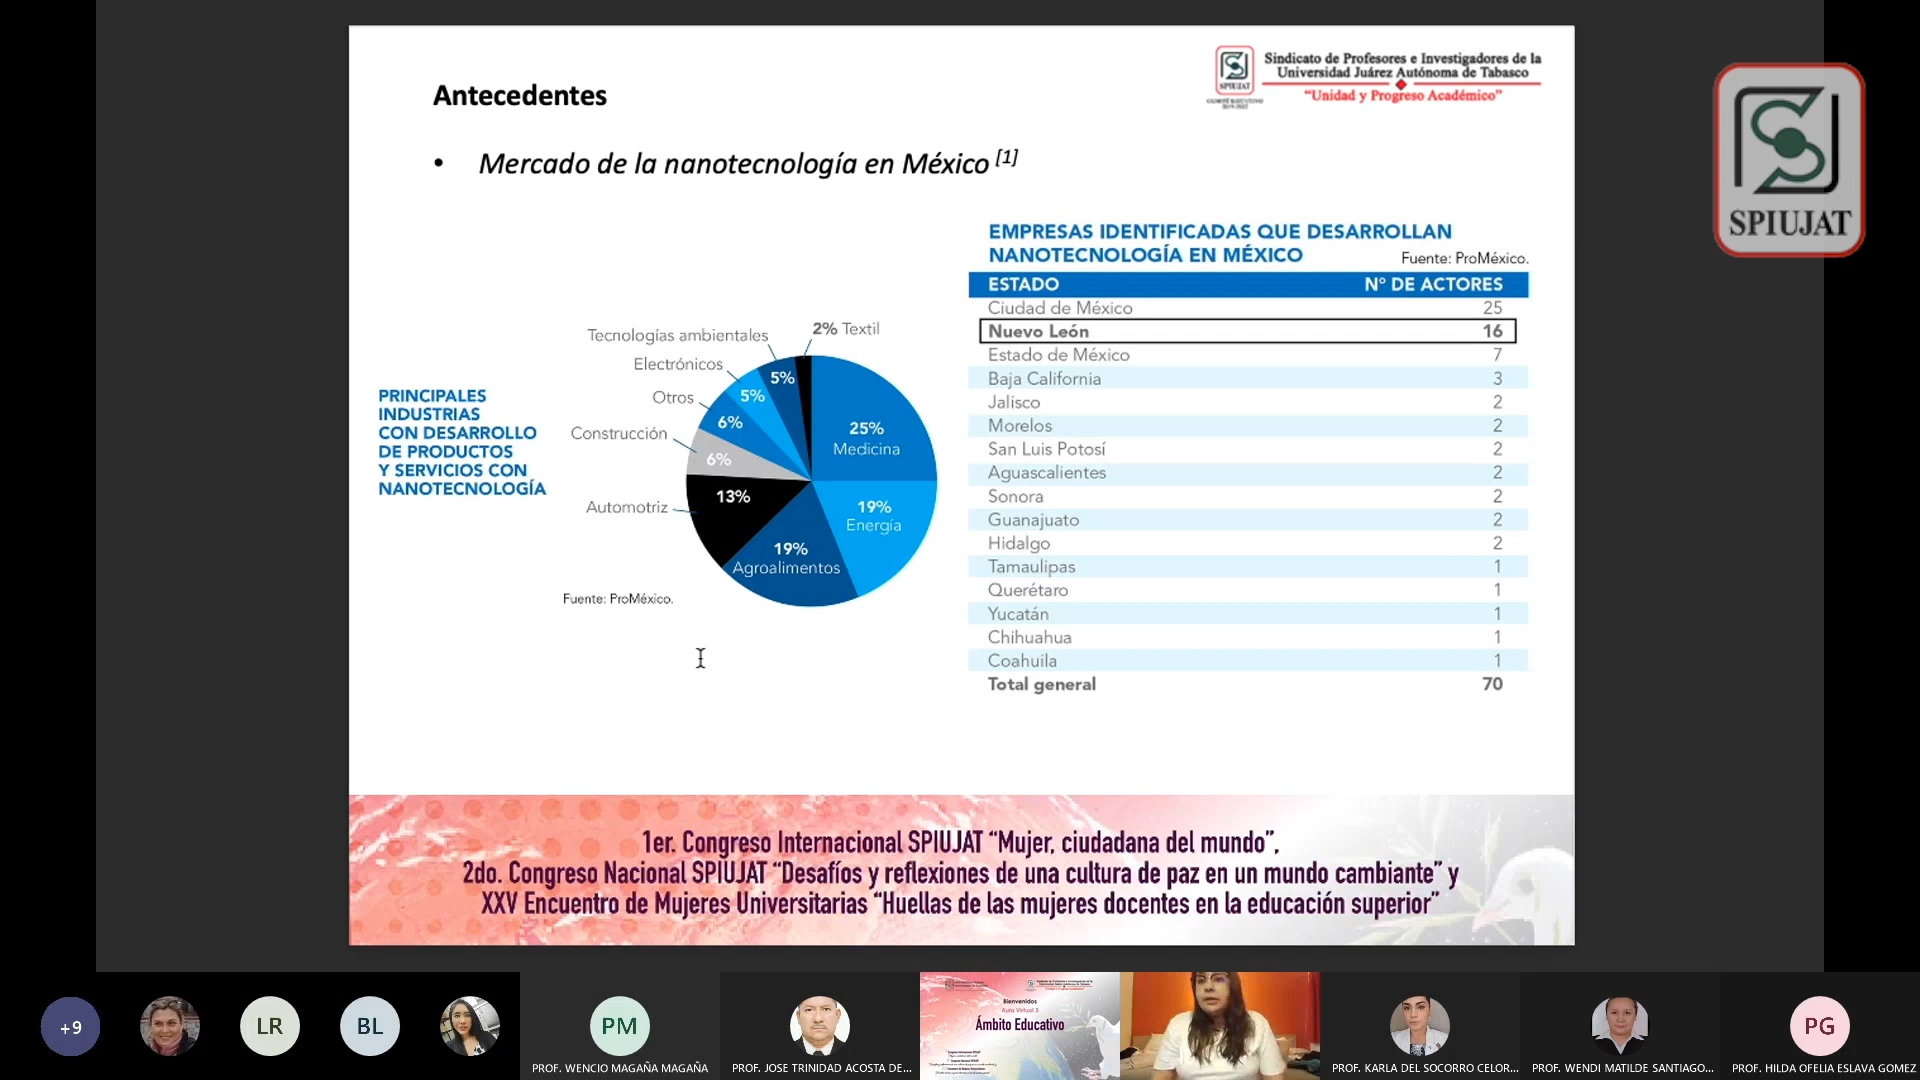 Antecedentes
Sindicato de Profesores e Investigadores de la
Universidad Juárez Autónoma de Tabasco
“Unidad y Progreso Académico”
SPIUJAT
COMITÉ EJECUTIVO
SPIUJAT
• Mercado de la nanotecnología en México [1]
PRINCIPALES
INDUSTRIAS
CON DESARROLLO
DE PRODUCTOS
Y SERVICIOS CON
NANOTECNOLOGÍA
2% Textil
Tecnologías ambientales
5%
Electrónicos
5%
Otros
6%
Construcción
6%
Automotriz
13%
25%
Medicina
19%
Energía
19%
Agroalimentos
Fuente: ProMéxico.
EMPRESAS IDENTIFICADAS QUE DESARROLLAN
NANOTECNOLOGÍA EN MÉXICO
Fuente: ProMéxico.
ESTADO N° DE ACTORES
Ciudad de México 25
Nuevo León 16
Estado de México 7
Baja California 3
Jalisco 2
Morelos 2
San Luis Potosí 2
Aguascalientes 2
Sonora 2
Guanajuato 2
Hidalgo 2
Tamaulipas 1
Querétaro 1
Yucatán 1
Chihuahua 1
Coahuila 1
Total general 70
1er. Congreso Internacional SPIUJAT “Mujer, ciudadana del mundo”,
2do. Congreso Nacional SPIUJAT “Desafíos y reflexiones de una cultura de paz en un mundo cambiante” y
XXV Encuentro de Mujeres Universitarias “Huellas de las mujeres docentes en la educación superior”
+9
LR
BL
PM
PROF. WENCIO MAGAÑA MAGAÑA
PROF. JOSE TRINIDAD ACOSTA DE...
Bienvenidos
Aula Virtual 3
Ámbito Educativo
PROF. KARLA DEL SOCORRO CELOR...
PROF. WENDI MATILDE SANTIAGO...
PG
PROF. HILDA OFELIA ESLAVA GOMEZ